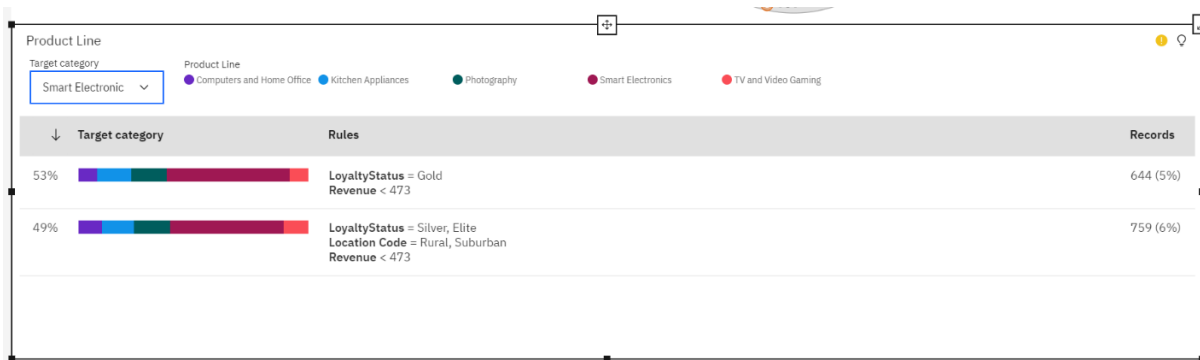 Product Line
Target category
Smart Electronic
Product Line
Computers and Home Office
Kitchen Appliances
Photography
Smart Electronics
TV and Video Gaming
Target category
Rules
Records
53%
LoyaltyStatus = Gold
Revenue < 473
644 (5%)
49%
LoyaltyStatus = Silver, Elite
Location Code = Rural, Suburban
Revenue < 473
759 (6%)